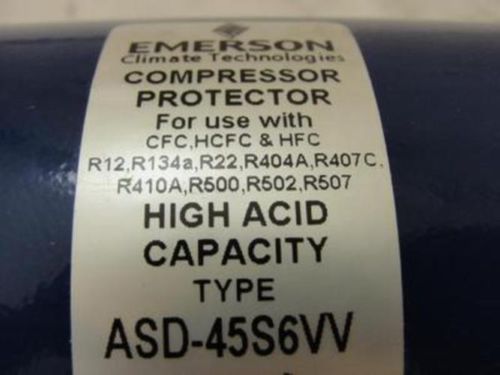 EMERSON
Climate Technologies
COMPRESSOR
PROTECTOR
For use with
CFC,HCFC & HFC
R12,R134a,R22,R404A,R407C,
R410A,R500,R502,R507
HIGH ACID
CAPACITY
TYPE
ASD-45S6VV